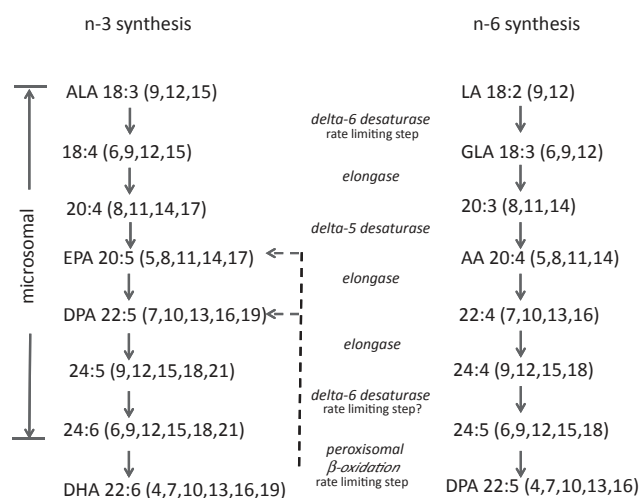 n-3 synthesis
n-6 synthesis
ALA 18:3 (9,12,15)
LA 18:2 (9,12)
delta-6 desaturase
rate limiting step
18:4 (6,9,12,15)
GLA 18:3 (6,9,12)
elongase
20:4 (8,11,14,17)
20:3 (8,11,14)
delta-5 desaturase
EPA 20:5 (5,8,11,14,17)
AA 20:4 (5,8,11,14)
elongase
microsomal
DPA 22:5 (7,10,13,16,19)
22:4 (7,10,13,16)
elongase
24:5 (9,12,15,18,21)
24:4 (9,12,15,18)
delta-6 desaturase
rate limiting step?
24:6 (6,9,12,15,18,21)
24:5 (6,9,12,15,18)
peroxisomal
β-oxidation
rate limiting step
DHA 22:6 (4,7,10,13,16,19)
DPA 22:5 (4,7,10,13,16)